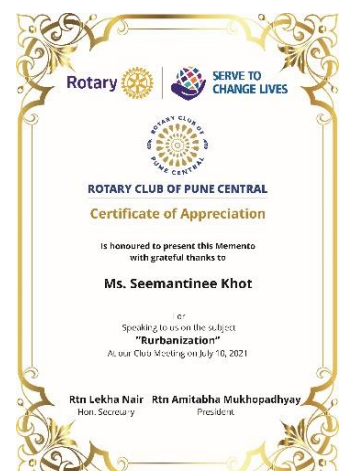 Rotary
SERVE TO
CHANGE LIVES
ROTARY CLUB OF
PUNE CENTRAL
ROTARY CLUB OF PUNE CENTRAL
Certificate of Appreciation
Is honoured to present this Memento
with grateful thanks to
Ms. Seemantinee Khot
For
Speaking to us on the subject
"Rurbanization"
At our Club Meeting on July 10, 2021
Rtn Lekha Nair Rtn Amitabha Mukhopadhyay
Hon. Secretary President